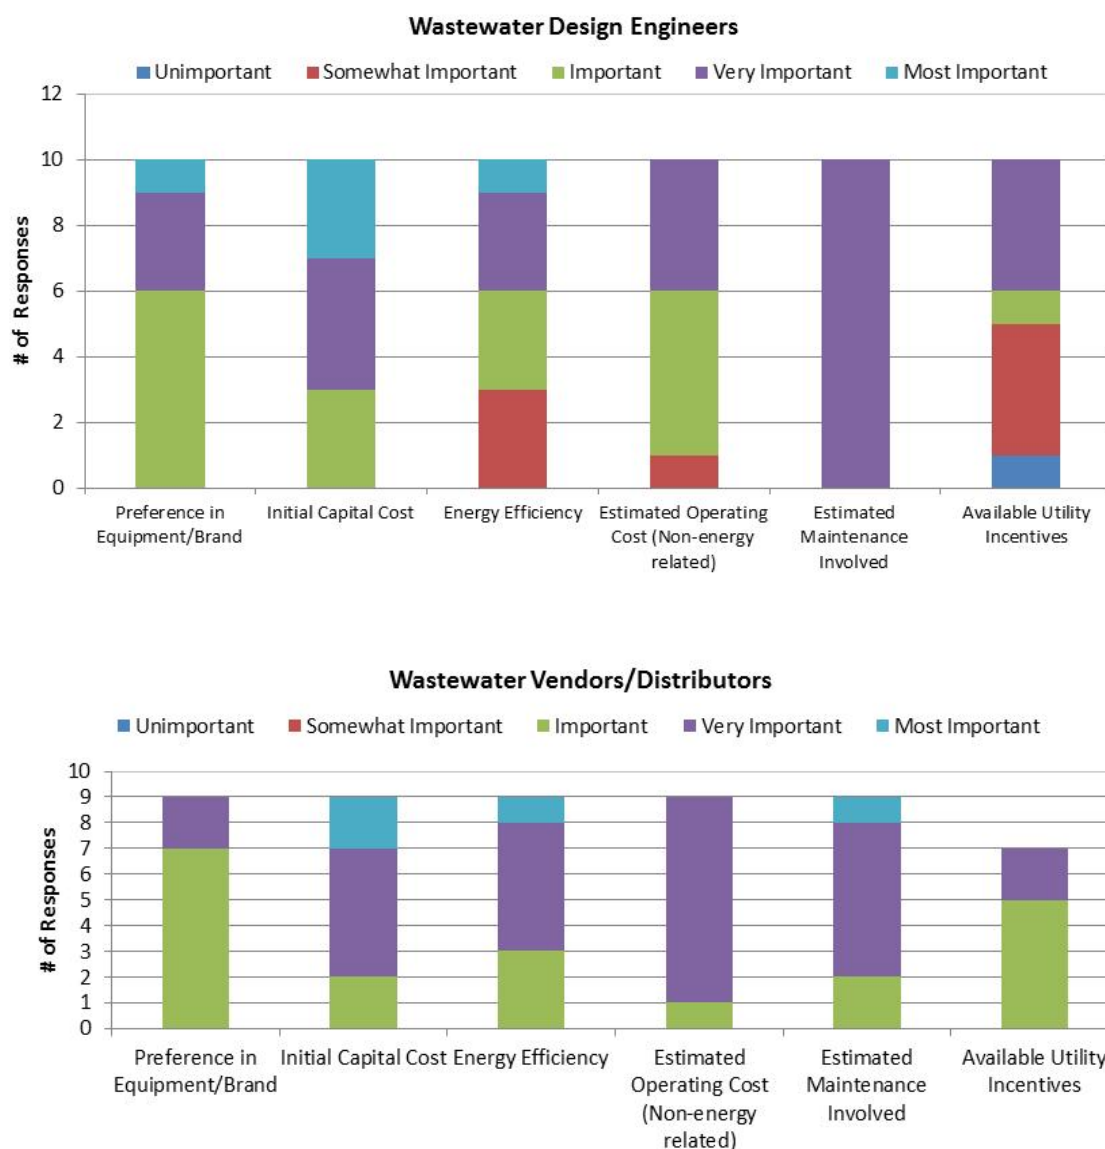 Wastewater Design Engineers
Unimportant Somewhat Important Important Very Important Most Important
12
10
8
6
4
2
0
# of Responses
Preference in Initial Capital Cost Energy Efficiency Estimated Operating Estimated Available Utility
Equipment/Brand Cost (Non-energy Maintenance Incentives
related) Involved
Wastewater Vendors/Distributors
Unimportant Somewhat Important Important Very Important Most Important
10
9
8
7
6
5
4
3
2
1
0
# of Responses
Preference in Initial Capital Cost Energy Efficiency Estimated Estimated Available Utility
Equipment/Brand Operating Cost Maintenance Incentives
(Non-energy Involved
related)